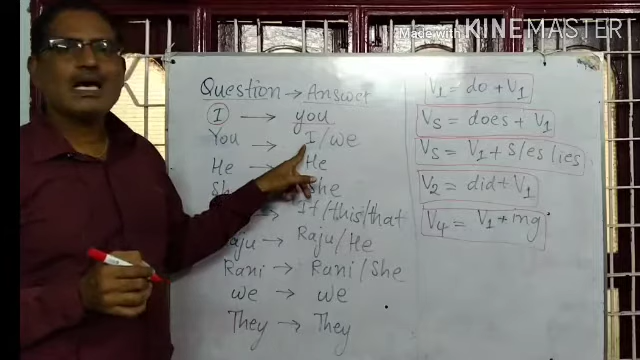 Made with KINEMASTER
Question → Answer
I → you
You → I/we
He → He
Sh → She
→ It/this/that
Raju → Raju/He
Rani → Rani/She
we → we
They → They
V1 = do + V1
Vs = does + V1
Vs = V1 + s/es/ies
V2 = did + V1
V4 = V1 + ing